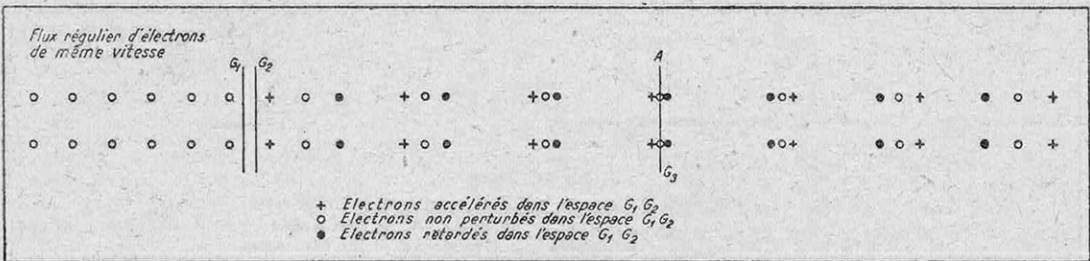 Flux régulier d'électrons
de même vitesse
G1 G2
A
G3
+ Electrons accélérés dans l'espace G1 G2
o Electrons non perturbés dans l'espace G1 G2
● Electrons retardés dans l'espace G1 G2